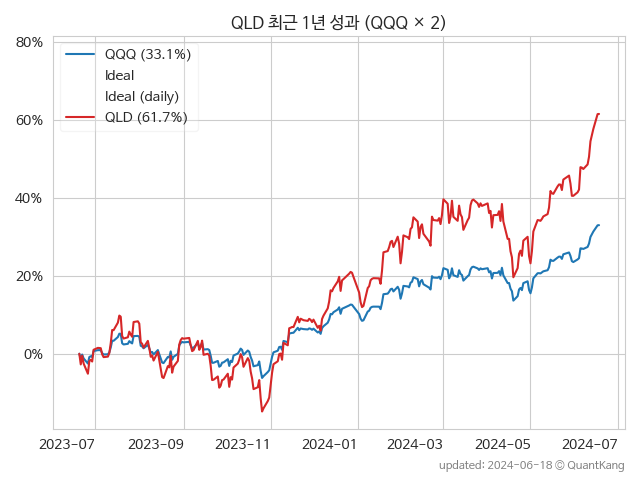 QLD 최근 1년 성과 (QQQ × 2)
80%
60%
40%
20%
0%
QQQ (33.1%)
Ideal
Ideal (daily)
QLD (61.7%)
2023-07 2023-09 2023-11 2024-01 2024-03 2024-05 2024-07
updated: 2024-06-18 © QuantKang